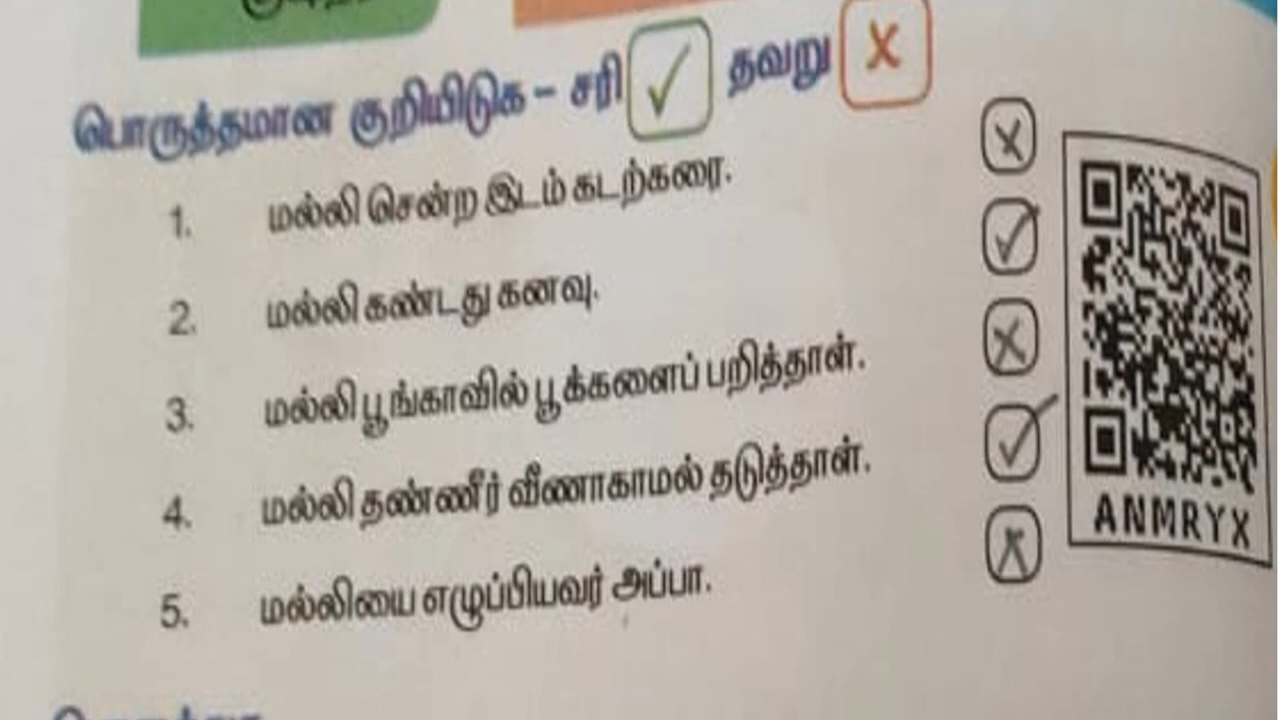 பொருத்தமான குறியிடுக – சரி ✓ தவறு X
1. மல்லி சென்ற இடம் கடற்கரை. X
2. மல்லி கண்டது கனவு. ✓
3. மல்லி பூங்காவில் பூக்களைப் பறித்தாள். X
4. மல்லி தண்ணீர் வீணாகாமல் தடுத்தாள். ✓
5. மல்லியை எழுப்பியவர் அப்பா. X
ANMRYX